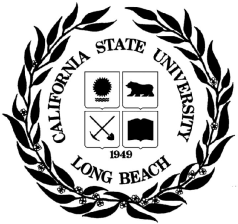 CALIFORNIA STATE UNIVERSITY
1949
LONG BEACH